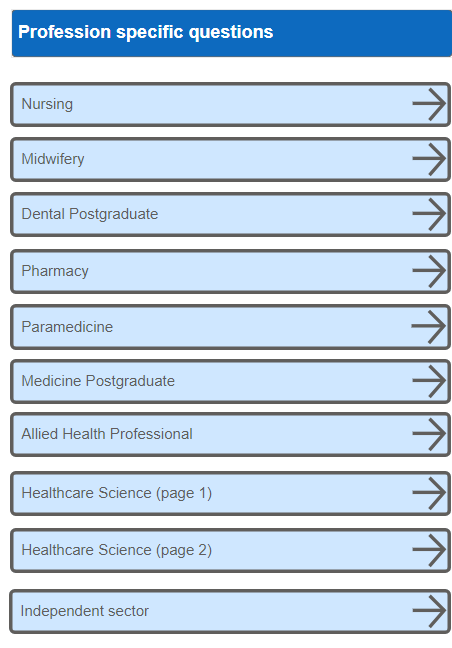 Profession specific questions
Nursing
Midwifery
Dental Postgraduate
Pharmacy
Paramedicine
Medicine Postgraduate
Allied Health Professional
Healthcare Science (page 1)
Healthcare Science (page 2)
Independent sector